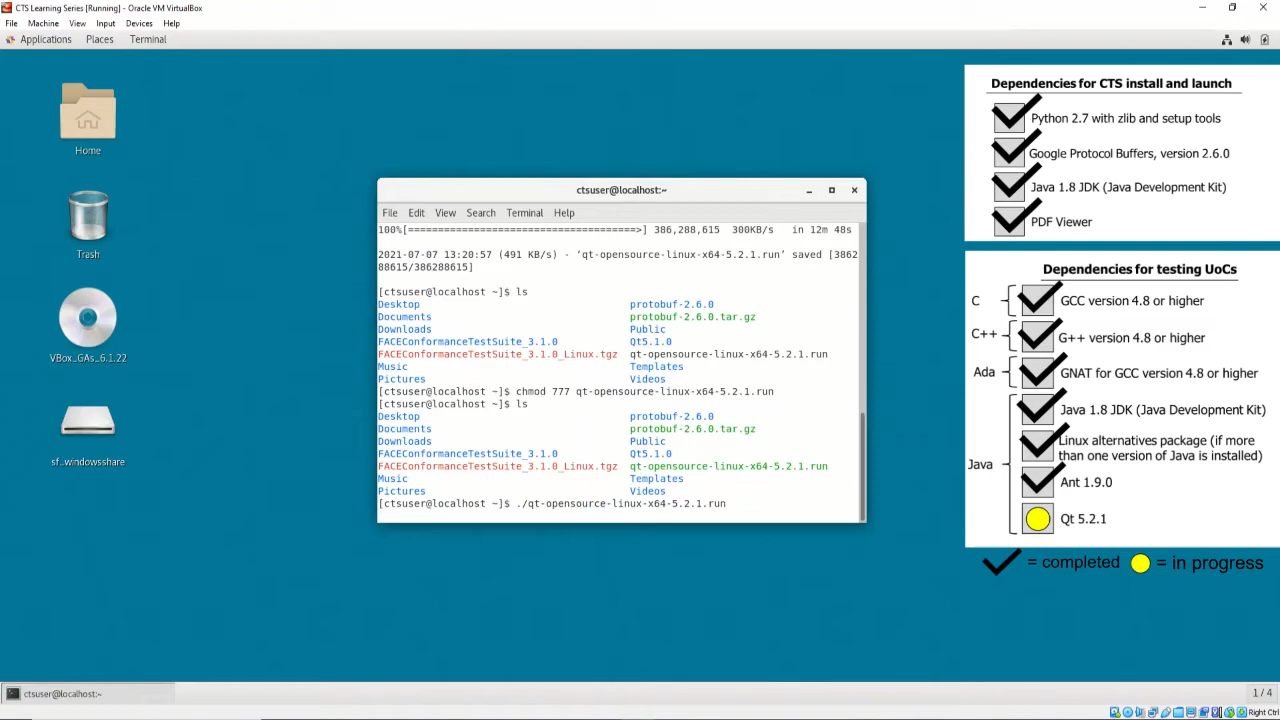 CTS Learning Series [Running] - Oracle VM VirtualBox
File Machine View Input Devices Help
Applications Places Terminal
Home
Trash
VBox_GAs_6.1.22
sf_windowsshare
ctsuser@localhost:~
File Edit View Search Terminal Help
100%[======================================>] 386,288,615 300KB/s in 12m 48s
2021-07-07 13:20:57 (491 KB/s) - ‘qt-opensource-linux-x64-5.2.1.run’ saved [3862
88615/386288615]
[ctsuser@localhost ~]$ ls
Desktop protobuf-2.6.0
Documents protobuf-2.6.0.tar.gz
Downloads Public
FACEConformanceTestSuite_3.1.0 Qt5.1.0
FACEConformanceTestSuite_3.1.0_Linux.tgz qt-opensource-linux-x64-5.2.1.run
Music Templates
Pictures Videos
[ctsuser@localhost ~]$ chmod 777 qt-opensource-linux-x64-5.2.1.run
[ctsuser@localhost ~]$ ls
Desktop protobuf-2.6.0
Documents protobuf-2.6.0.tar.gz
Downloads Public
FACEConformanceTestSuite_3.1.0 Qt5.1.0
FACEConformanceTestSuite_3.1.0_Linux.tgz qt-opensource-linux-x64-5.2.1.run
Music Templates
Pictures Videos
[ctsuser@localhost ~]$ ./qt-opensource-linux-x64-5.2.1.run
Dependencies for CTS install and launch
Python 2.7 with zlib and setup tools
Google Protocol Buffers, version 2.6.0
Java 1.8 JDK (Java Development Kit)
PDF Viewer
Dependencies for testing UoCs
C GCC version 4.8 or higher
C++ G++ version 4.8 or higher
Ada GNAT for GCC version 4.8 or higher
Java 1.8 JDK (Java Development Kit)
Linux alternatives package (if more
than one version of Java is installed)
Java
Ant 1.9.0
Qt 5.2.1
= completed = in progress
ctsuser@localhost:~
1 / 4
Right Ctrl